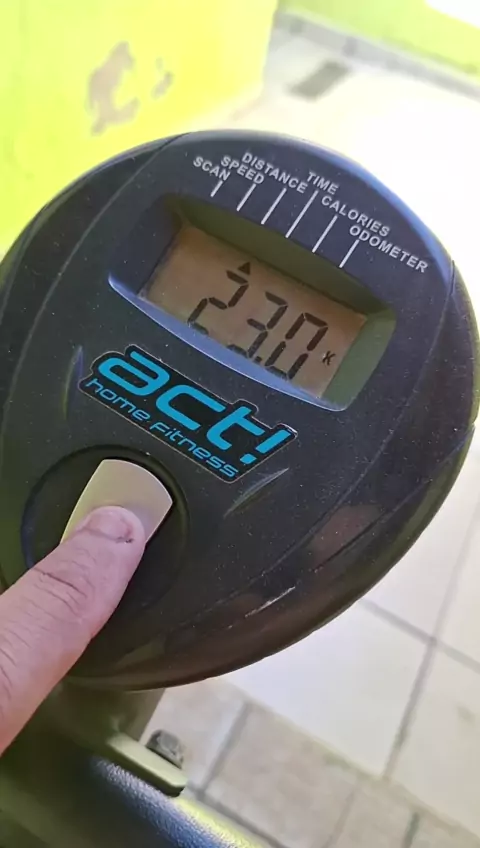 SCAN
SPEED
DISTANCE
TIME
CALORIES
ODOMETER
23.0 K
act!
home fitness